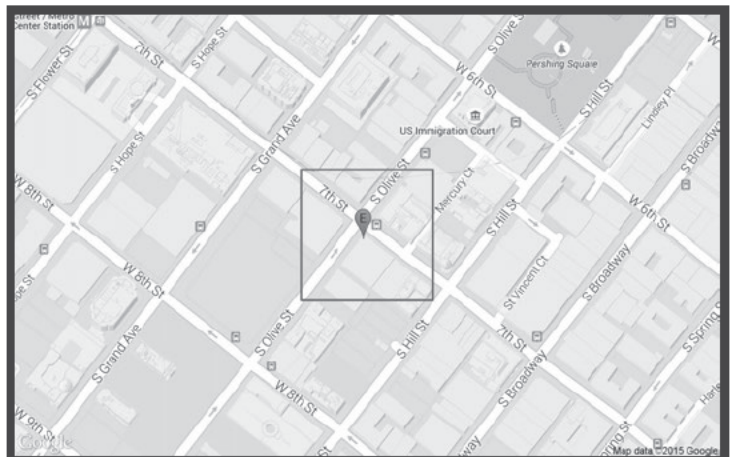 Street / Metro
Center Station M
7th St
S Hope St
S Olive St
S Olive St
W 6th St
Pershing Square
S Flower St
S Hill St
Lindley Pl
S Broadway
S Hope St
S Grand Ave
US Immigration Court
W 8th St
7th St
S Olive St
Mercury Ct
S Hill St
W 6th St
E
W 8th St
St Vincent Ct
S Broadway
S Grand Ave
S Olive St
S Hill St
7th St
S Spring S
W 8th St
S Broadway
W 9th St
Google
Map data ©2015 Google